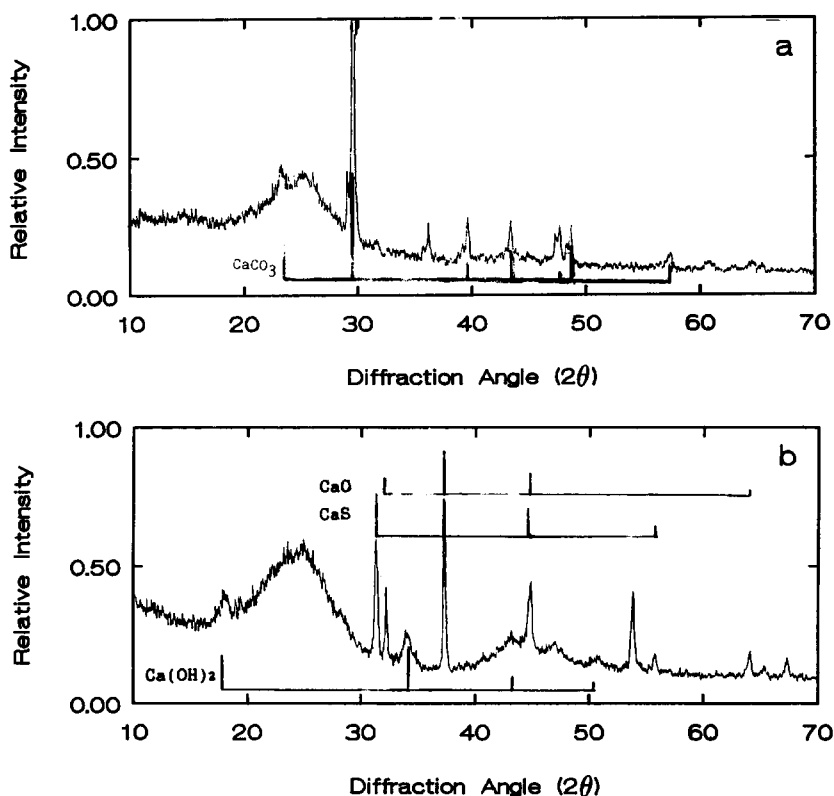 a
1.00
0.50
0.00
Relative Intensity
CaCO3
10 20 30 40 50 60 70
Diffraction Angle (2θ)
b
1.00
0.50
0.00
Relative Intensity
CaO
CaS
Ca(OH)2
10 20 30 40 50 60 70
Diffraction Angle (2θ)